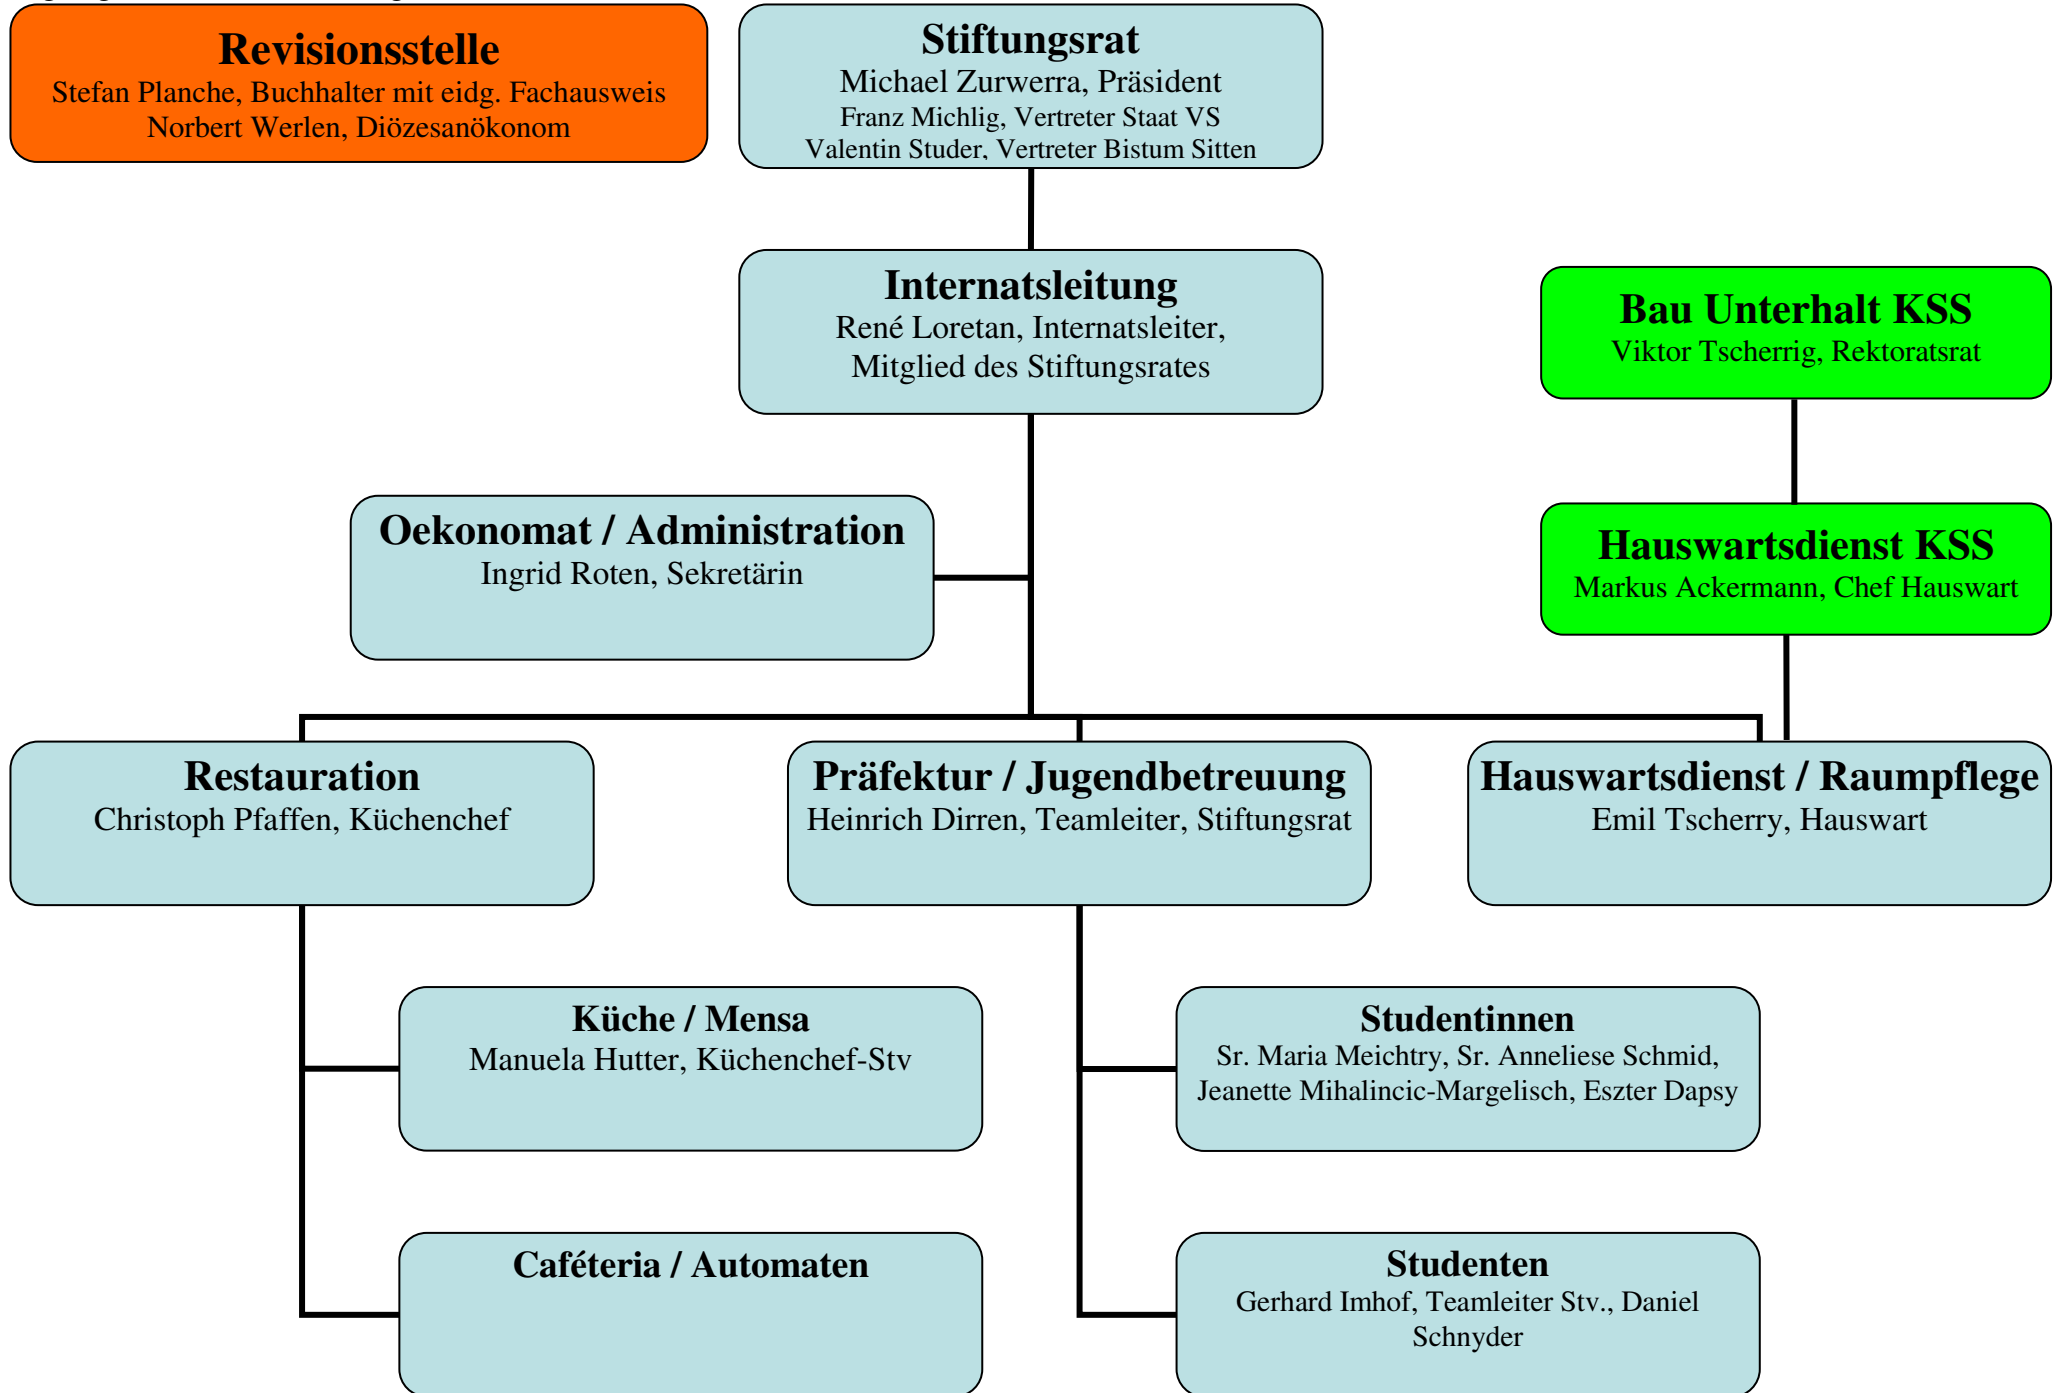 Revisionsstelle
Stefan Planche, Buchhalter mit eidg. Fachausweis
Norbert Werlen, Diözesanökonom
Stiftungsrat
Michael Zurwerra, Präsident
Franz Michlig, Vertreter Staat VS
Valentin Studer, Vertreter Bistum Sitten
Internatsleitung
René Loretan, Internatsleiter,
Mitglied des Stiftungsrates
Bau Unterhalt KSS
Viktor Tscherrig, Rektoratsrat
Oekonomat / Administration
Ingrid Roten, Sekretärin
Hauswartsdienst KSS
Markus Ackermann, Chef Hauswart
Restauration
Christoph Pfaffen, Küchenchef
Präfektur / Jugendbetreuung
Heinrich Dirren, Teamleiter, Stiftungsrat
Hauswartsdienst / Raumpflege
Emil Tscherry, Hauswart
Küche / Mensa
Manuela Hutter, Küchenchef-Stv
Studentinnen
Sr. Maria Meichtry, Sr. Anneliese Schmid,
Jeanette Mihalincic-Margelisch, Eszter Dapsy
Caféteria / Automaten
Studenten
Gerhard Imhof, Teamleiter Stv., Daniel
Schnyder